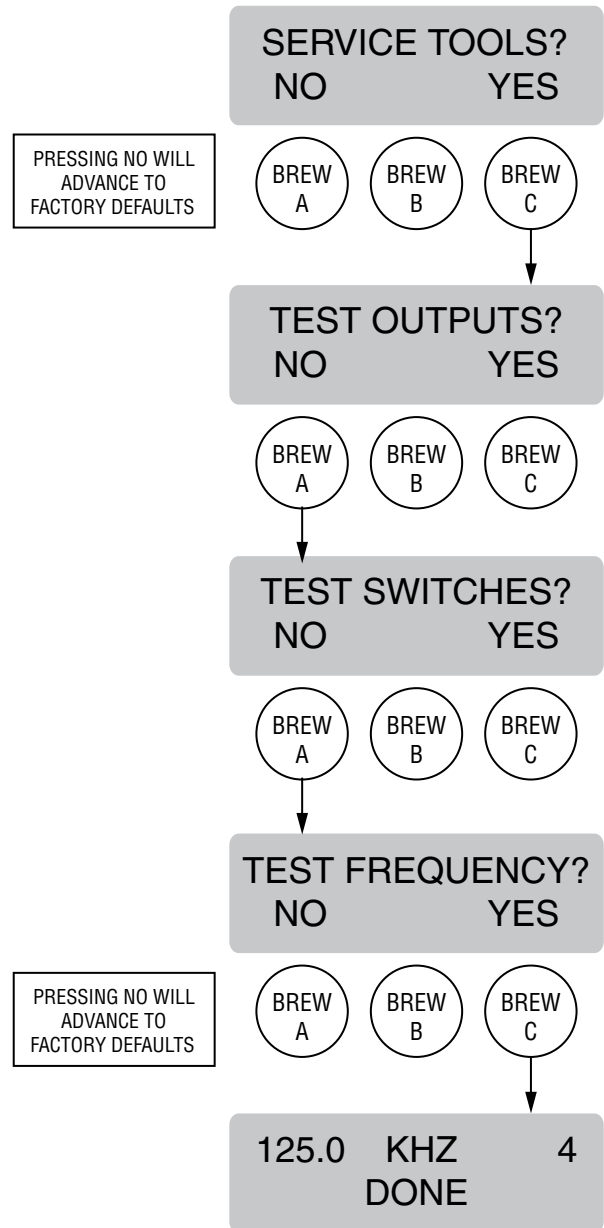 SERVICE TOOLS?
NO YES
PRESSING NO WILL
ADVANCE TO
FACTORY DEFAULTS
BREW
A
BREW
B
BREW
C
TEST OUTPUTS?
NO YES
BREW
A
BREW
B
BREW
C
TEST SWITCHES?
NO YES
BREW
A
BREW
B
BREW
C
TEST FREQUENCY?
NO YES
PRESSING NO WILL
ADVANCE TO
FACTORY DEFAULTS
BREW
A
BREW
B
BREW
C
125.0 KHZ 4
DONE